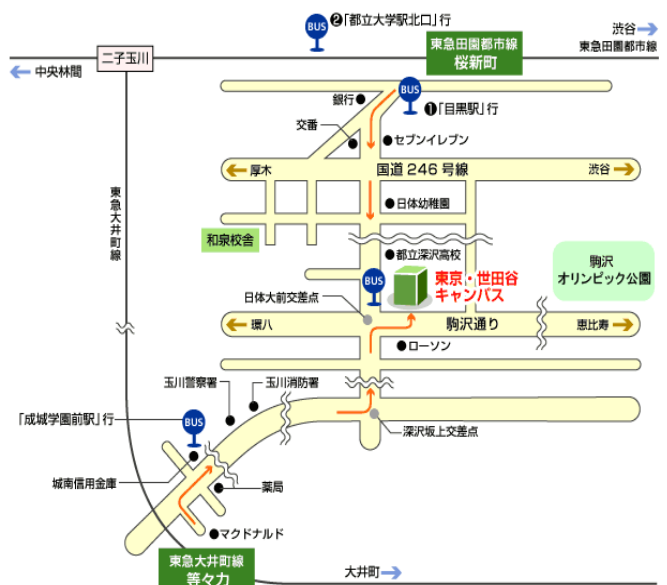 BUS
❷「都立大学駅北口」行
渋谷
東急田園都市線
二子玉川
東急田園都市線
桜新町
中央林間
銀行
BUS
❶「目黒駅」行
交番
セブンイレブン
厚木
国道246号線
渋谷
東急大井町線
日体幼稚園
和泉校舎
都立深沢高校
BUS
東京・世田谷
キャンパス
駒沢
オリンピック公園
日体大前交差点
環八
駒沢通り
恵比寿
ローソン
玉川警察署
玉川消防署
「成城学園前駅」行
BUS
深沢坂上交差点
城南信用金庫
薬局
マクドナルド
東急大井町線
等々力
大井町